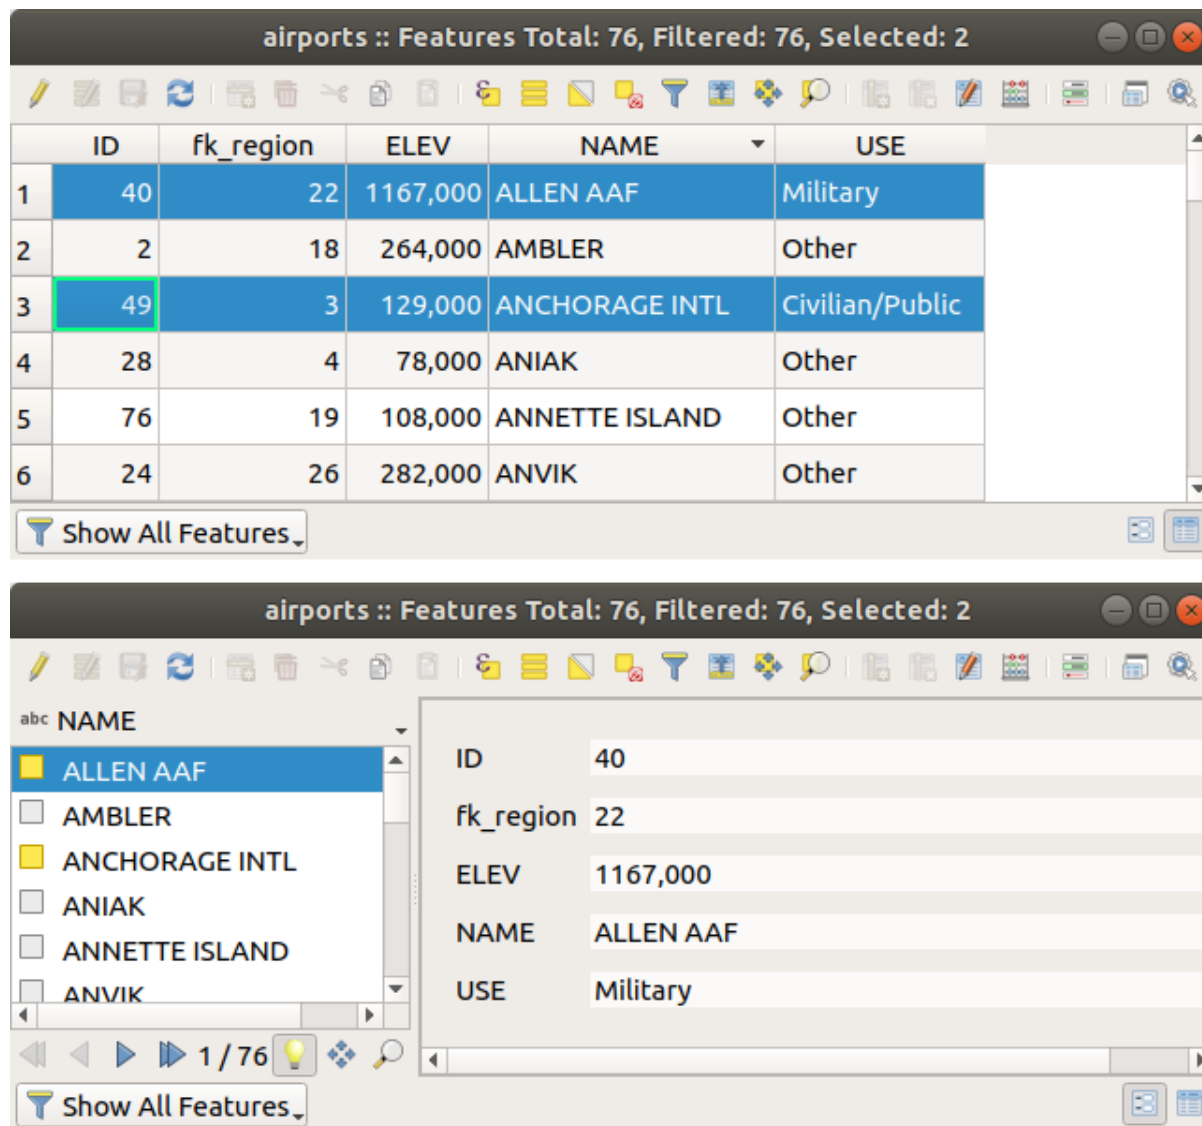 airports :: Features Total: 76, Filtered: 76, Selected: 2
ID fk_region ELEV NAME USE
1 40 22 1167,000 ALLEN AAF Military
2 2 18 264,000 AMBLER Other
3 49 3 129,000 ANCHORAGE INTL Civilian/Public
4 28 4 78,000 ANIAK Other
5 76 19 108,000 ANNETTE ISLAND Other
6 24 26 282,000 ANVIK Other
Show All Features
airports :: Features Total: 76, Filtered: 76, Selected: 2
abc NAME
ALLEN AAF
AMBLER
ANCHORAGE INTL
ANIAK
ANNETTE ISLAND
ANVIK
1 / 76
ID 40
fk_region 22
ELEV 1167,000
NAME ALLEN AAF
USE Military
Show All Features